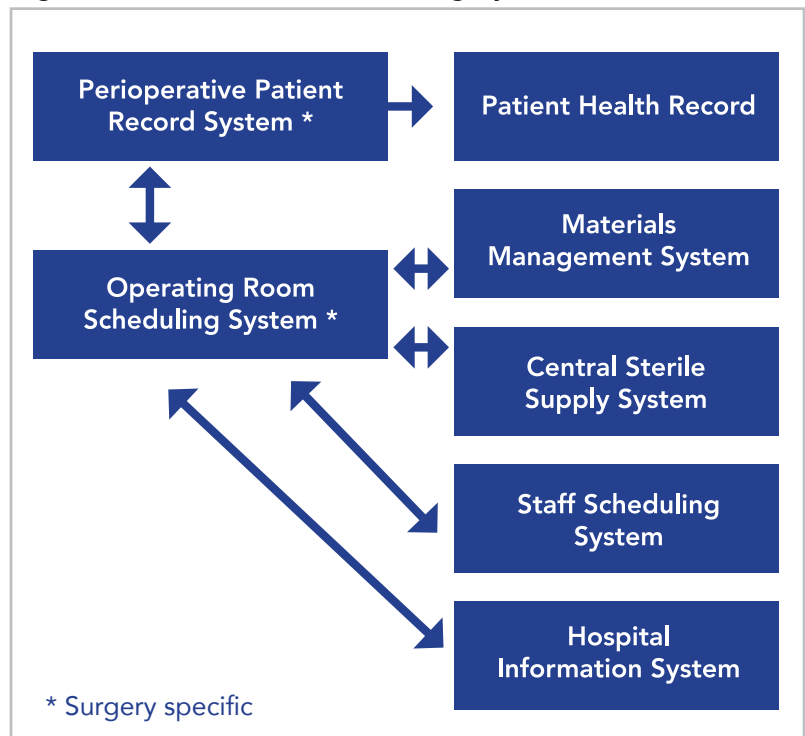 Perioperative Patient
Record System *
Patient Health Record
Materials
Management System
Operating Room
Scheduling System *
Central Sterile
Supply System
Staff Scheduling
System
Hospital
Information System
* Surgery specific